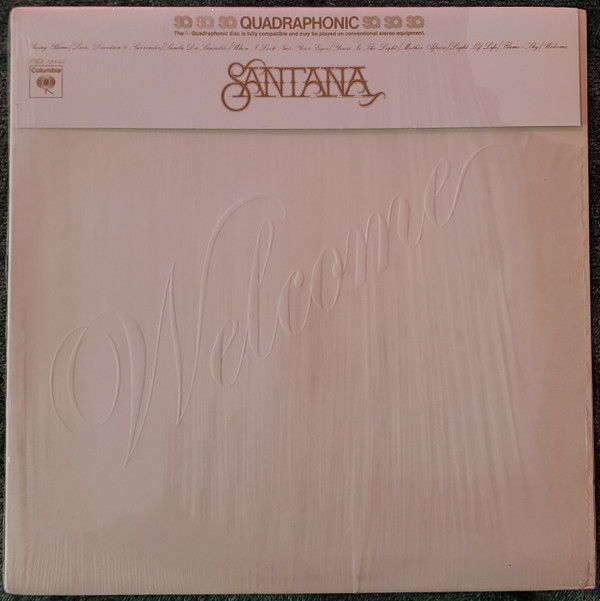 SQ SQ SQ QUADRAPHONIC SQ SQ SQ
The SQ Quadraphonic disc is fully compatible and may be played on conventional stereo equipment.
Going Home/Love, Devotion & Surrender/Samba De Sausalito/When I Look Into Your Eyes/Yours Is The Light/Mother Africa/Light Of Life/Flame-Sky/Welcome
Columbia
SANTANA
Welcome